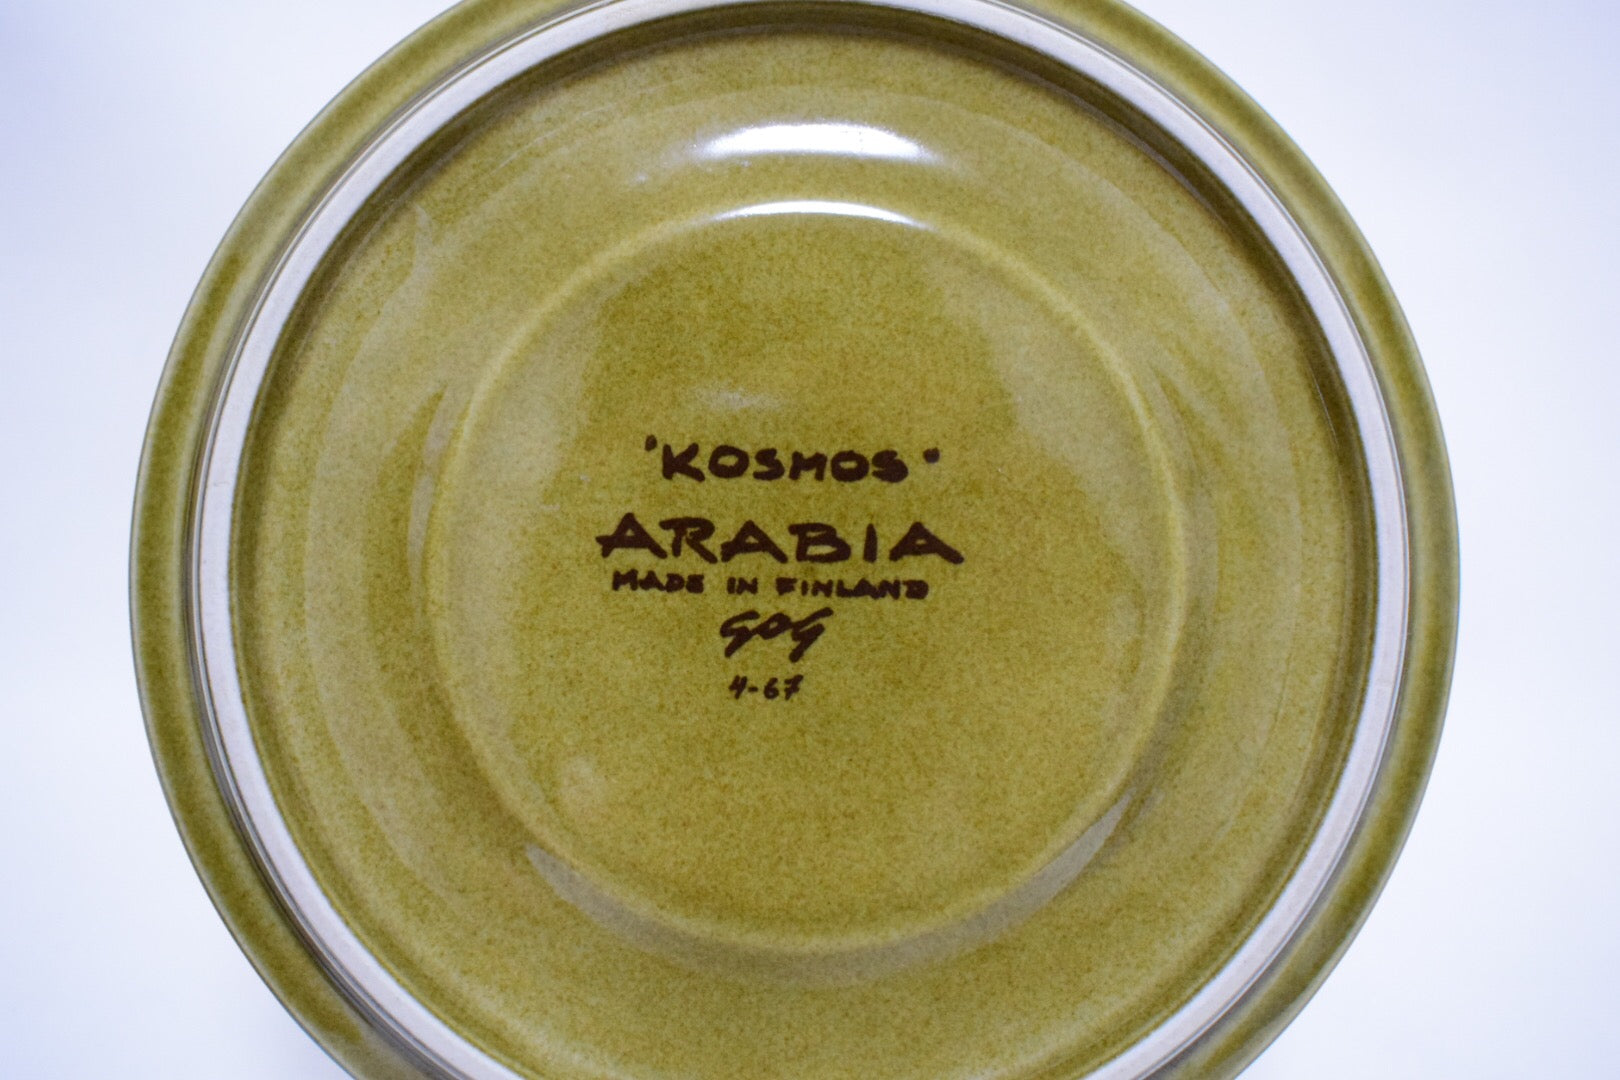 "KOSMOS"
ARABIA
MADE IN FINLAND
GOG
4-67